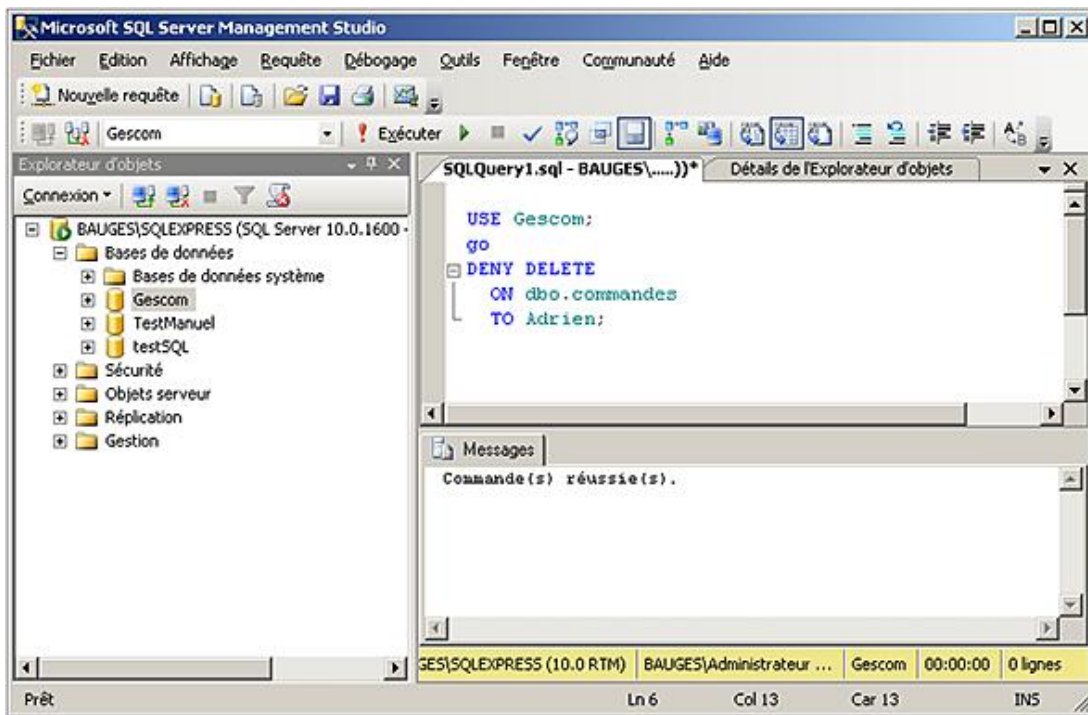 Microsoft SQL Server Management Studio
Fichier Edition Affichage Requête Débogage Outils Fenêtre Communauté Aide
Nouvelle requête
Gescom Exécuter
Explorateur d'objets
Connexion
BAUGES\SQLEXPRESS (SQL Server 10.0.1600 -
Bases de données
Bases de données système
Gescom
TestManuel
testSQL
Sécurité
Objets serveur
Réplication
Gestion
SQLQuery1.sql - BAUGES\.....))* Détails de l'Explorateur d'objets
USE Gescom;
go
DENY DELETE
ON dbo.commandes
TO Adrien;
Messages
Commande(s) réussie(s).
GES\SQLEXPRESS (10.0 RTM) BAUGES\Administrateur ... Gescom 00:00:00 0 lignes
Prêt Ln 6 Col 13 Car 13 INS